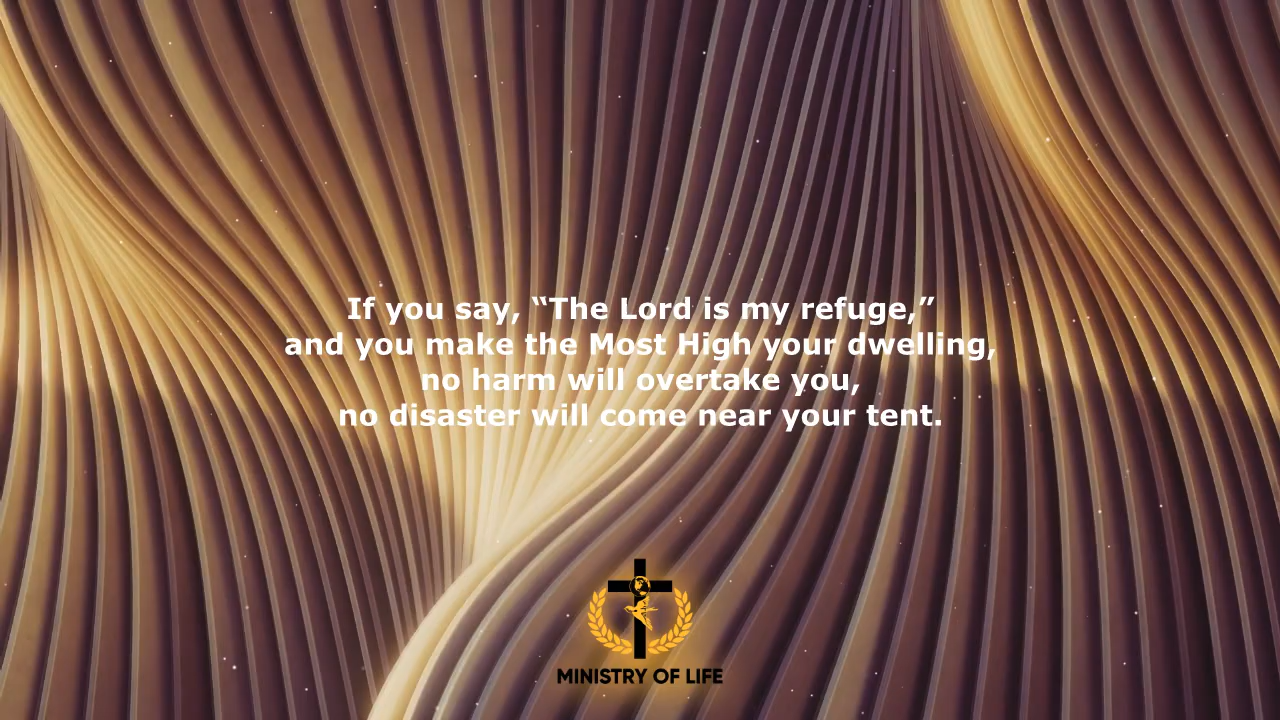 If you say, “The Lord is my refuge,”
and you make the Most High your dwelling,
no harm will overtake you,
no disaster will come near your tent.
MINISTRY OF LIFE